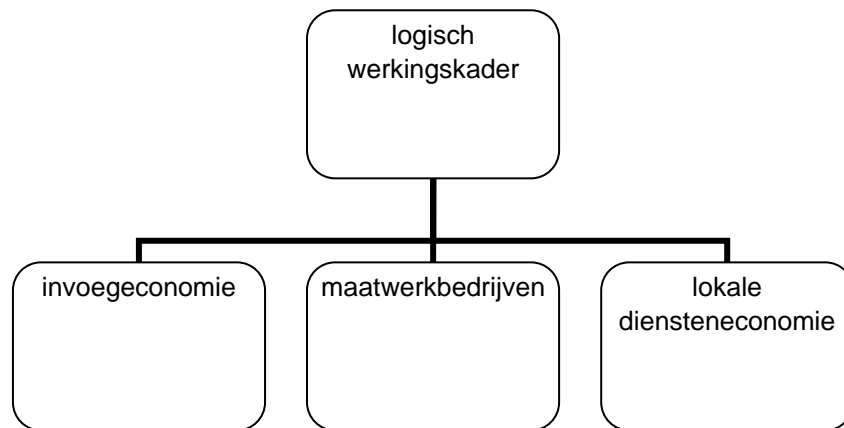 logisch
werkingskader
invoegeconomie
maatwerkbedrijven
lokale
diensteneconomie